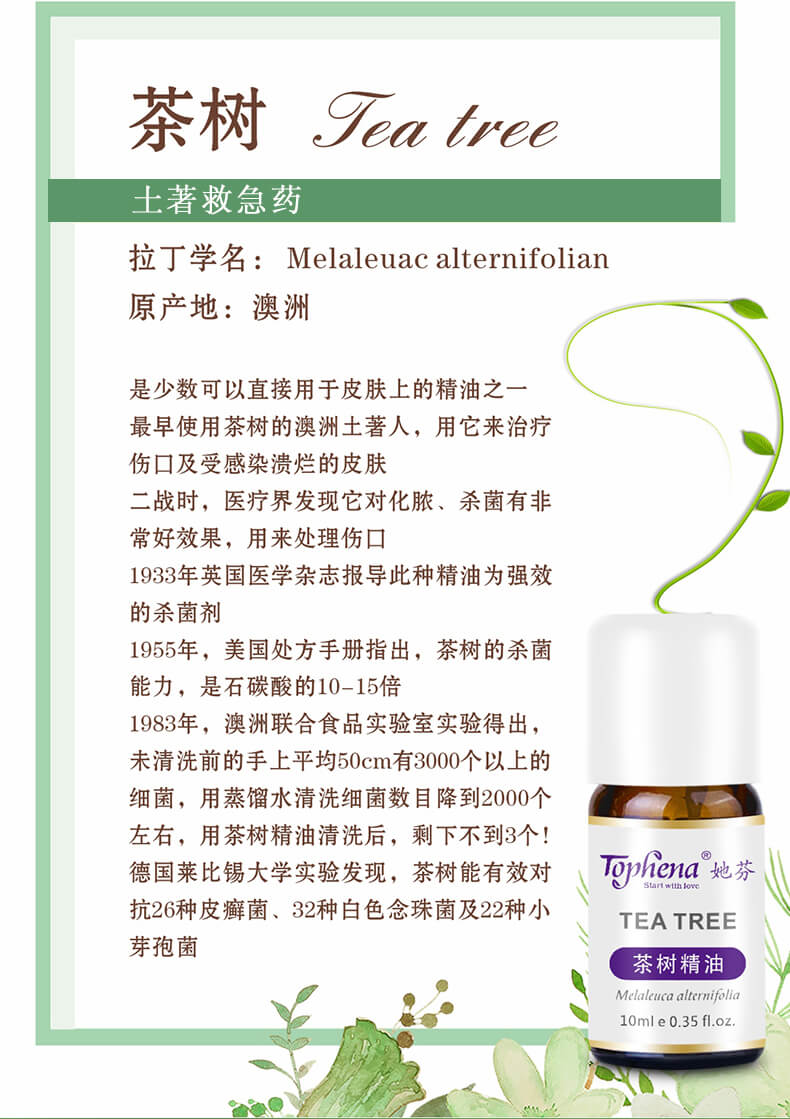 茶树 Tea tree
土著救急药
拉丁学名： Melaleuac alternifolian
原产地：澳洲
是少数可以直接用于皮肤上的精油之一
最早使用茶树的澳洲土著人，用它来治疗
伤口及受感染溃烂的皮肤
二战时，医疗界发现它对化脓、杀菌有非
常好效果，用来处理伤口
1933年英国医学杂志报导此种精油为强效
的杀菌剂
1955年，美国处方手册指出，茶树的杀菌
能力，是石碳酸的10-15倍
1983年，澳洲联合食品实验室实验得出，
未清洗前的手上平均50cm有3000个以上的
细菌，用蒸馏水清洗细菌数目降到2000个
左右，用茶树精油清洗后，剩下不到3个！
德国莱比锡大学实验发现，茶树能有效对
抗26种皮癣菌、32种白色念珠菌及22种小
芽孢菌
Tophena® 她芬
Start with love
TEA TREE
茶树精油
Melaleuca alternifolia
10ml e 0.35 fl.oz.